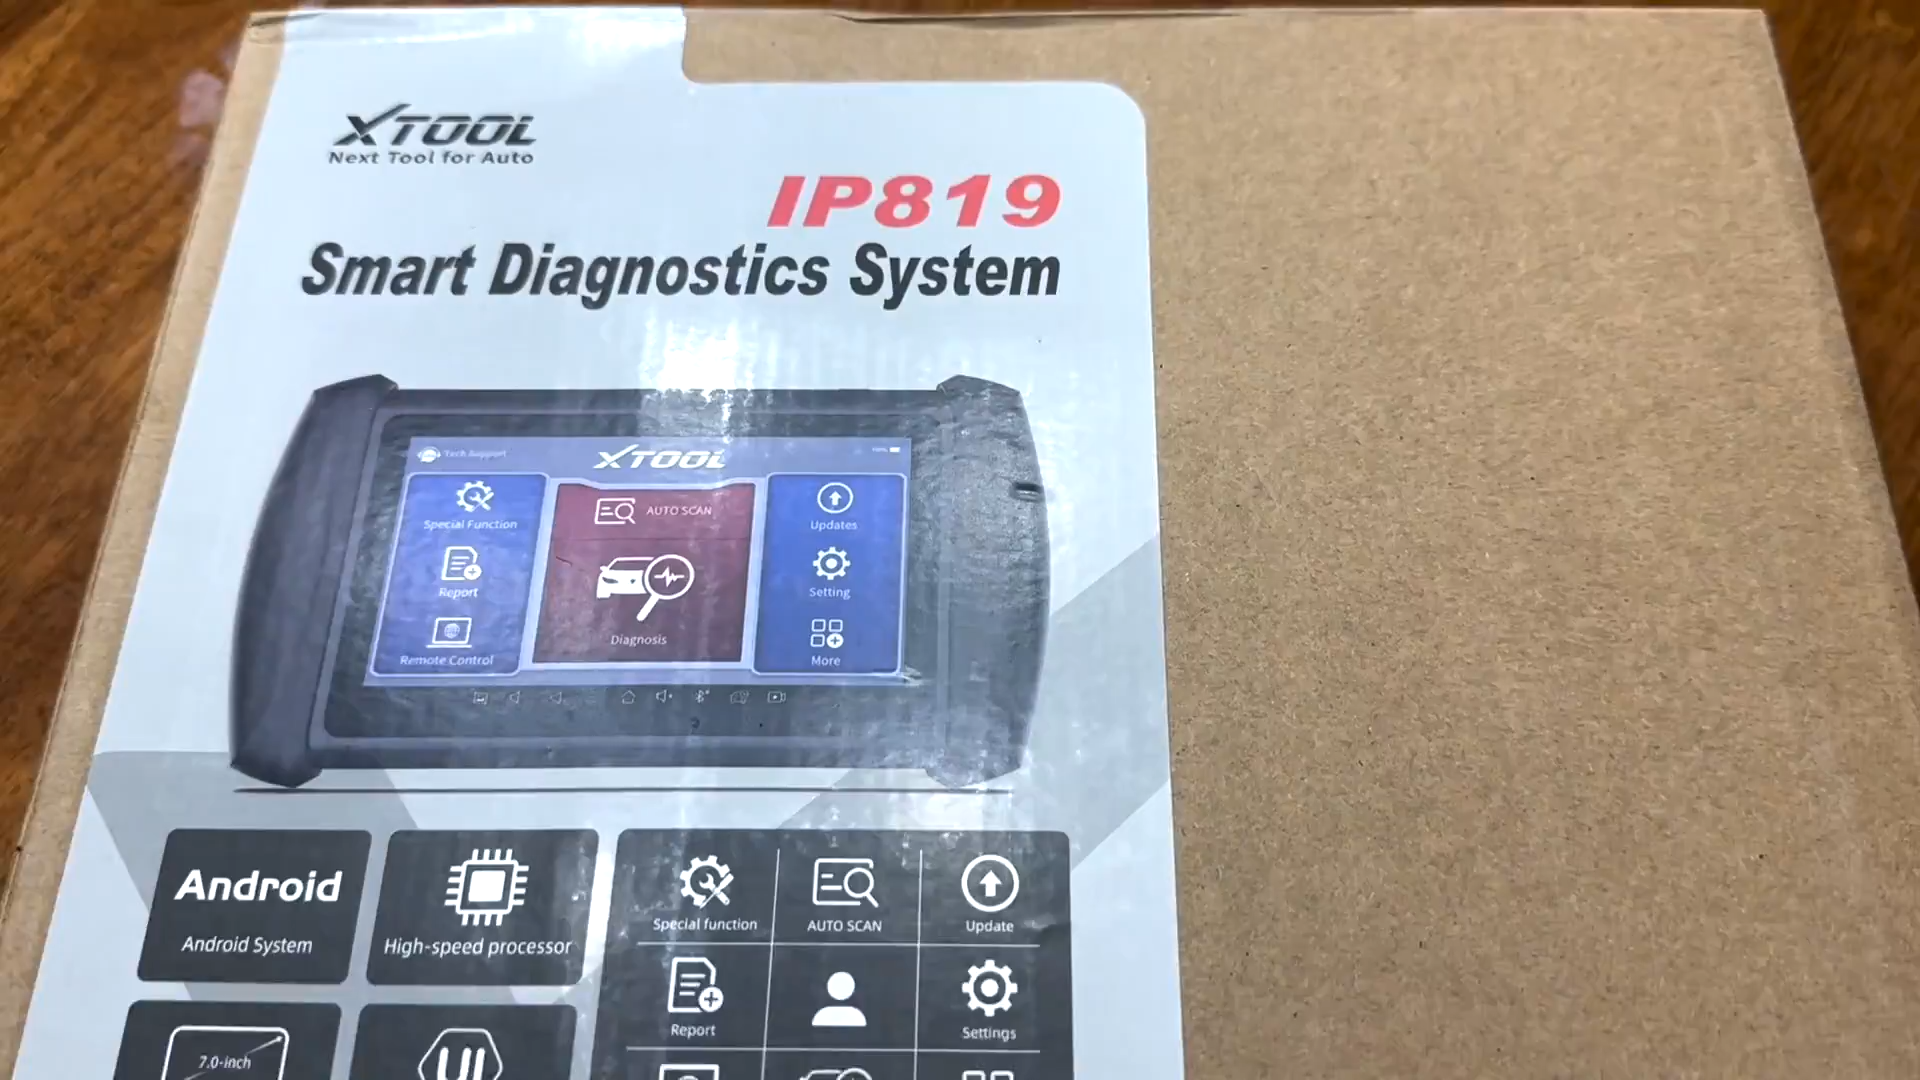 XTOOL
Next Tool for Auto
IP819
Smart Diagnostics System
Tech Support
XTOOL
Special Function
AUTO SCAN
Updates
Report
Setting
Remote Control
Diagnosis
More
Android
Android System
High-speed processor
Special function
AUTO SCAN
Update
Report
Settings
7.0-inch
UI